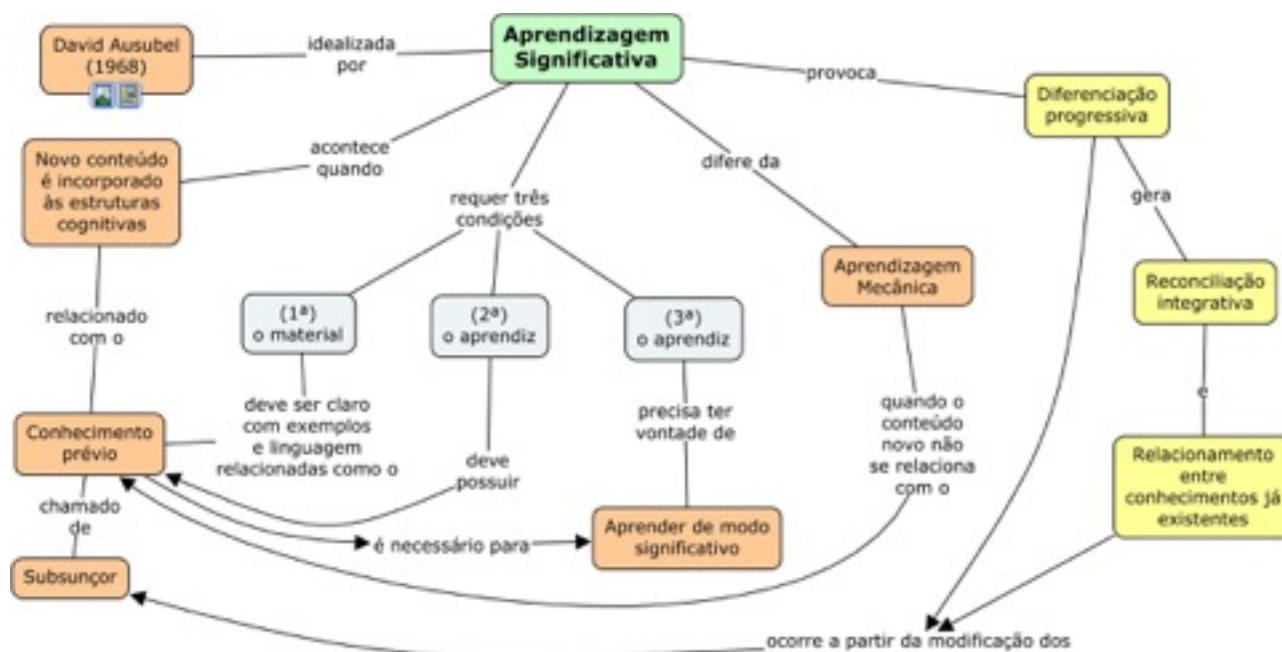 Aprendizagem
Significativa
David Ausubel
(1968)
idealizada
por
provoca
Diferenciação
progressiva
acontece
quando
Novo conteúdo
é incorporado
às estruturas
cognitivas
requer três
condições
difere da
gera
Aprendizagem
Mecânica
Reconciliação
integrativa
relacionado
com o
(1ª)
o material
(2ª)
o aprendiz
(3ª)
o aprendiz
e
deve ser claro
com exemplos
e linguagem
relacionadas como o
precisa ter
vontade de
quando o
conteúdo
novo não
se relaciona
com o
Conhecimento
prévio
deve
possuir
Relacionamento
entre
conhecimentos já
existentes
chamado
de
é necessário para
Aprender de modo
significativo
Subsunçor
ocorre a partir da modificação dos